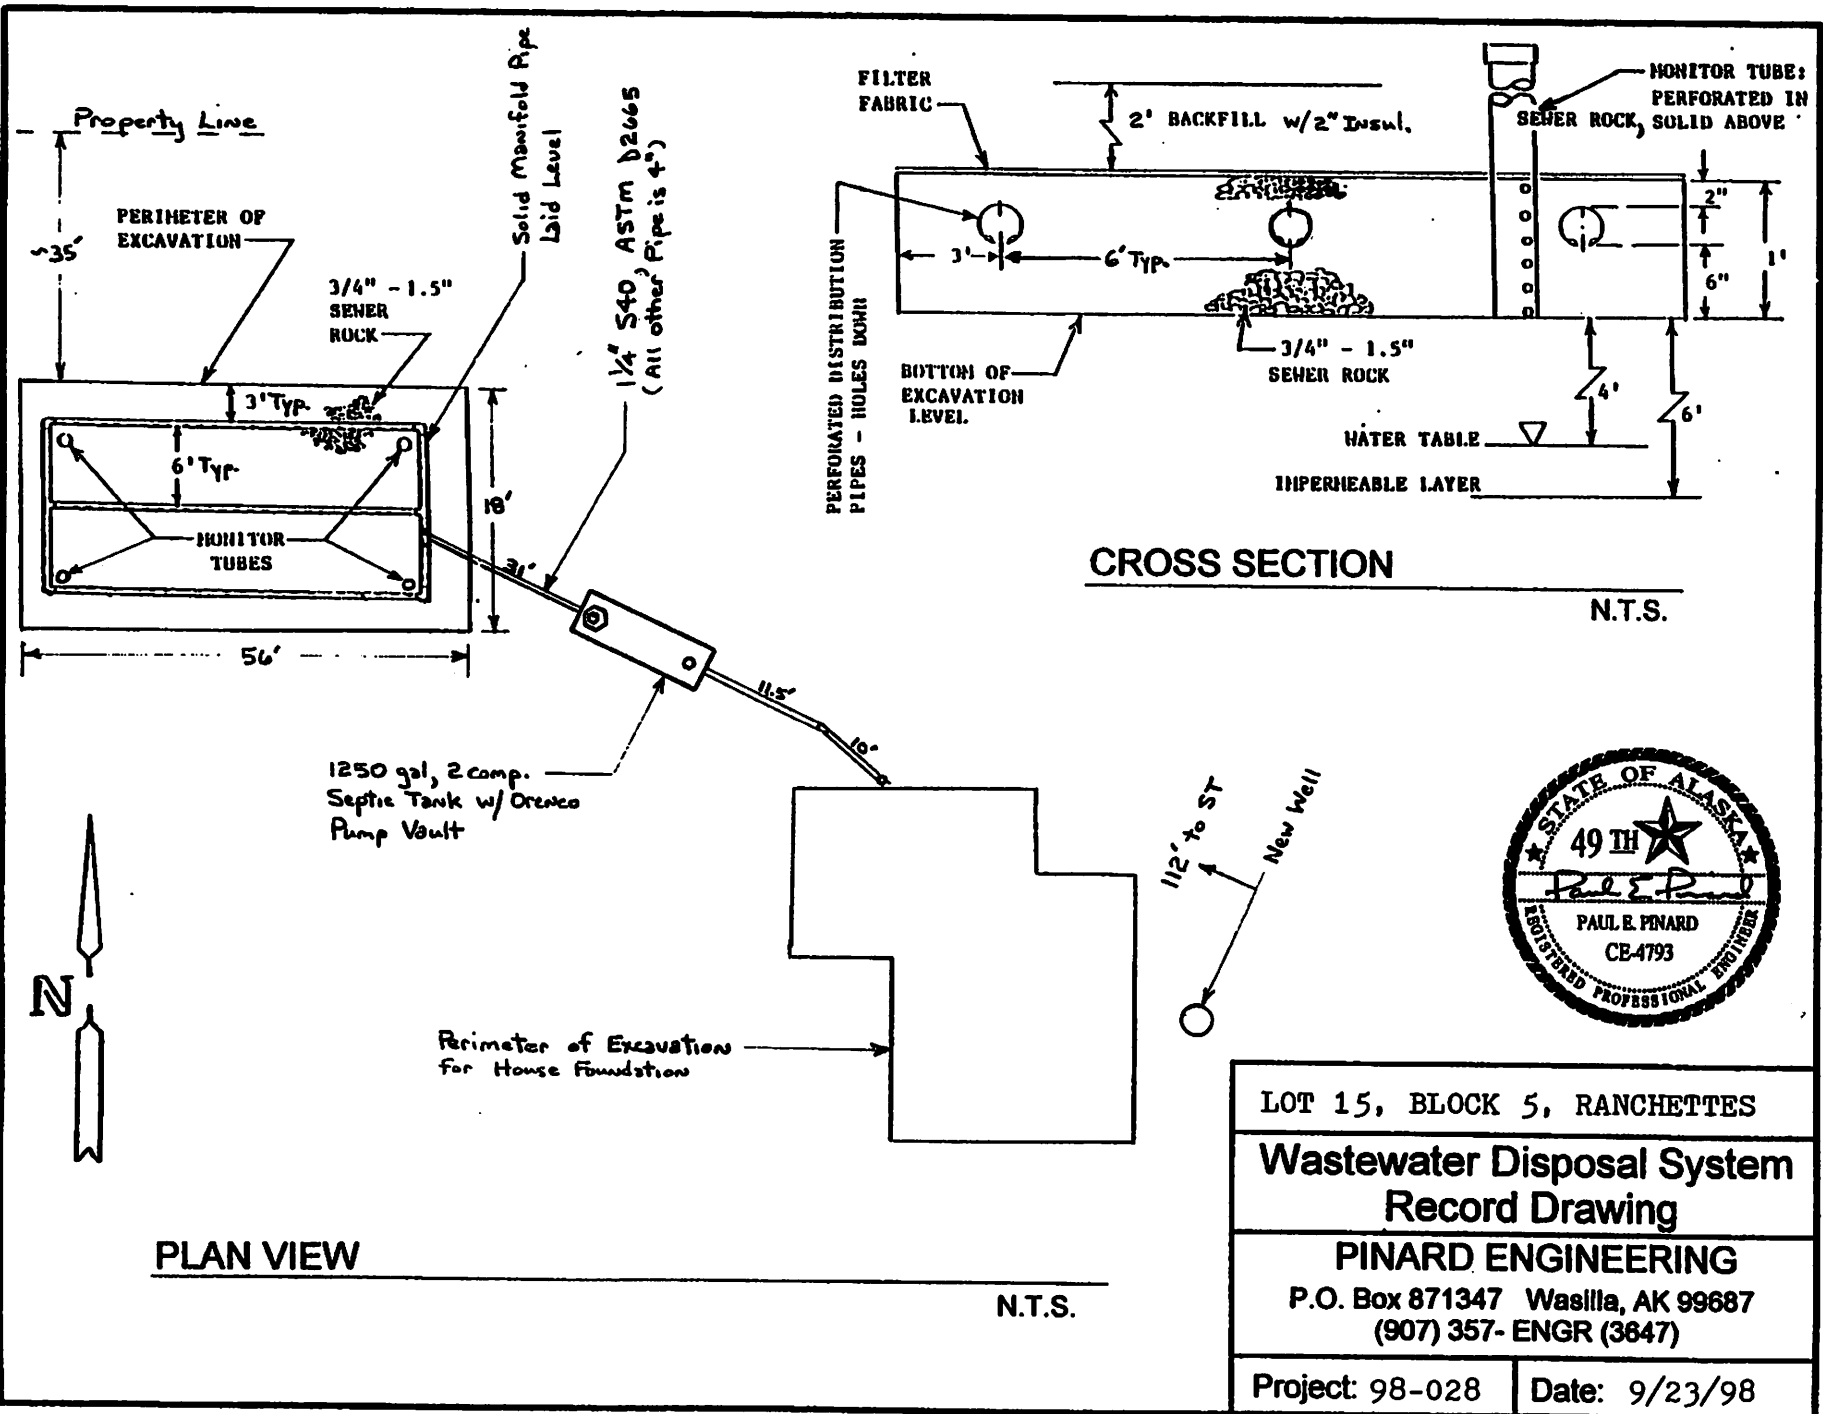 Property Line
~35'
PERIMETER OF
EXCAVATION
3/4" - 1.5"
SEWER
ROCK
Solid Manifold Pipe
Laid Level
1 1/4" S40, ASTM D2665
(All other Pipe is 4")
3' Typ.
6' Typ.
MONITOR
TUBES
18'
56'
31'
11.5'
10'
1250 gal, 2 comp.
Septic Tank w/ Orenco
Pump Vault
N
Perimeter of Excavation
for House Foundation
112' to ST
New Well
PLAN VIEW
N.T.S.
FILTER
FABRIC
2' BACKFILL w/2" Insul.
MONITOR TUBE:
PERFORATED IN
SEWER ROCK, SOLID ABOVE
PERFORATED DISTRIBUTION
PIPES - HOLES DOWN
3'
6' Typ.
2"
6"
1'
BOTTOM OF
EXCAVATION
LEVEL
3/4" - 1.5"
SEWER ROCK
4'
6'
WATER TABLE
IMPERMEABLE LAYER
CROSS SECTION
N.T.S.
STATE OF ALASKA
49 TH
Paul E Pinard
PAUL E. PINARD
CE-4793
REGISTERED PROFESSIONAL ENGINEER
LOT 15, BLOCK 5, RANCHETTES
Wastewater Disposal System
Record Drawing
PINARD ENGINEERING
P.O. Box 871347 Wasilla, AK 99687
(907) 357- ENGR (3647)
Project: 98-028
Date: 9/23/98